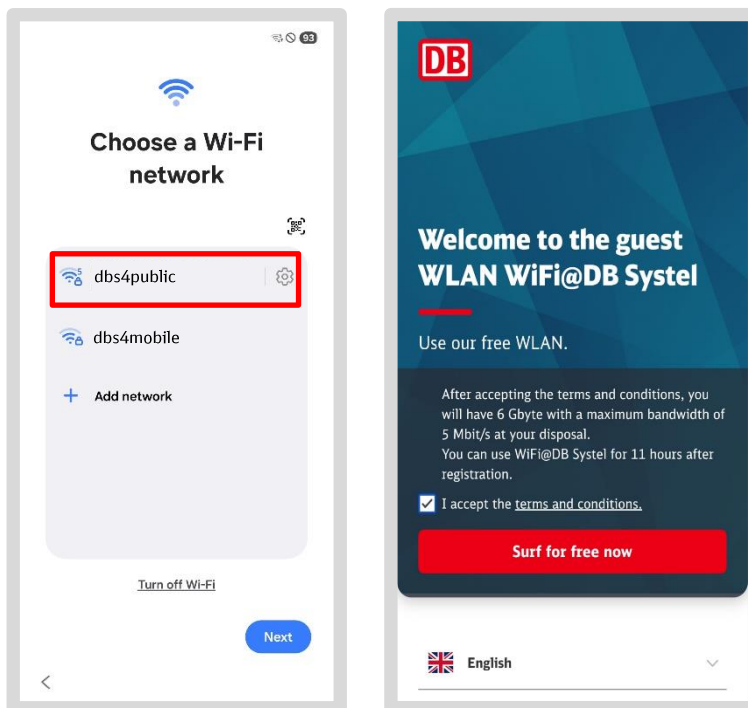 93
Choose a Wi-Fi
network
5
dbs4public
dbs4mobile
+ Add network
Turn off Wi-Fi
Next
<
DB
Welcome to the guest
WLAN WiFi@DB Systel
Use our free WLAN.
After accepting the terms and conditions, you
will have 6 Gbyte with a maximum bandwidth of
5 Mbit/s at your disposal.
You can use WiFi@DB Systel for 11 hours after
registration.
I accept the terms and conditions.
Surf for free now
English